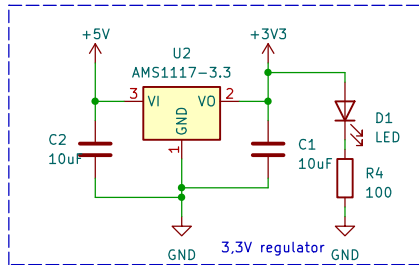 +5V
+3V3
U2
AMS1117-3.3
3
VI
VO
2
GND
1
C2
10uF
C1
10uF
D1
LED
R4
100
GND
3,3V regulator
GND